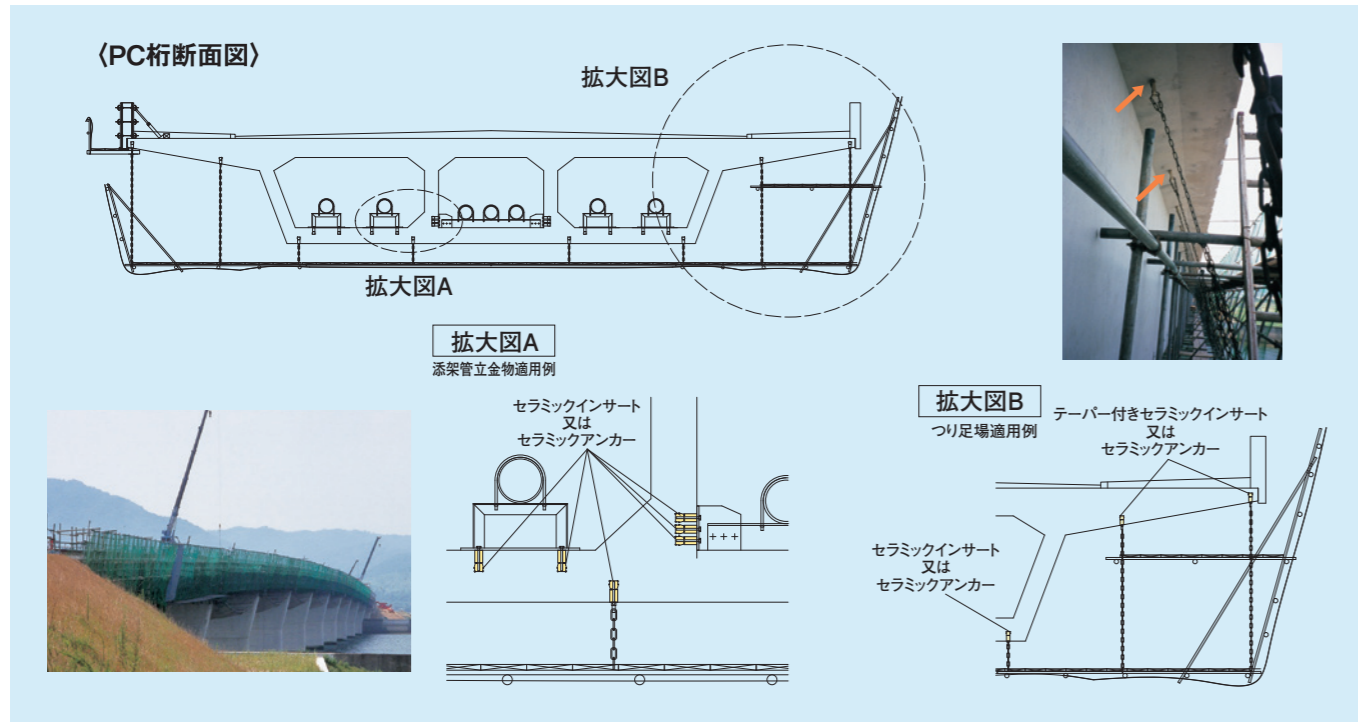 〈PC桁断面図〉
拡大図B
拡大図A
拡大図A
添架管立金物適用例
セラミックインサート
又は
セラミックアンカー
拡大図B
つり足場適用例
テーパー付きセラミックインサート
又は
セラミックアンカー
セラミックインサート
又は
セラミックアンカー